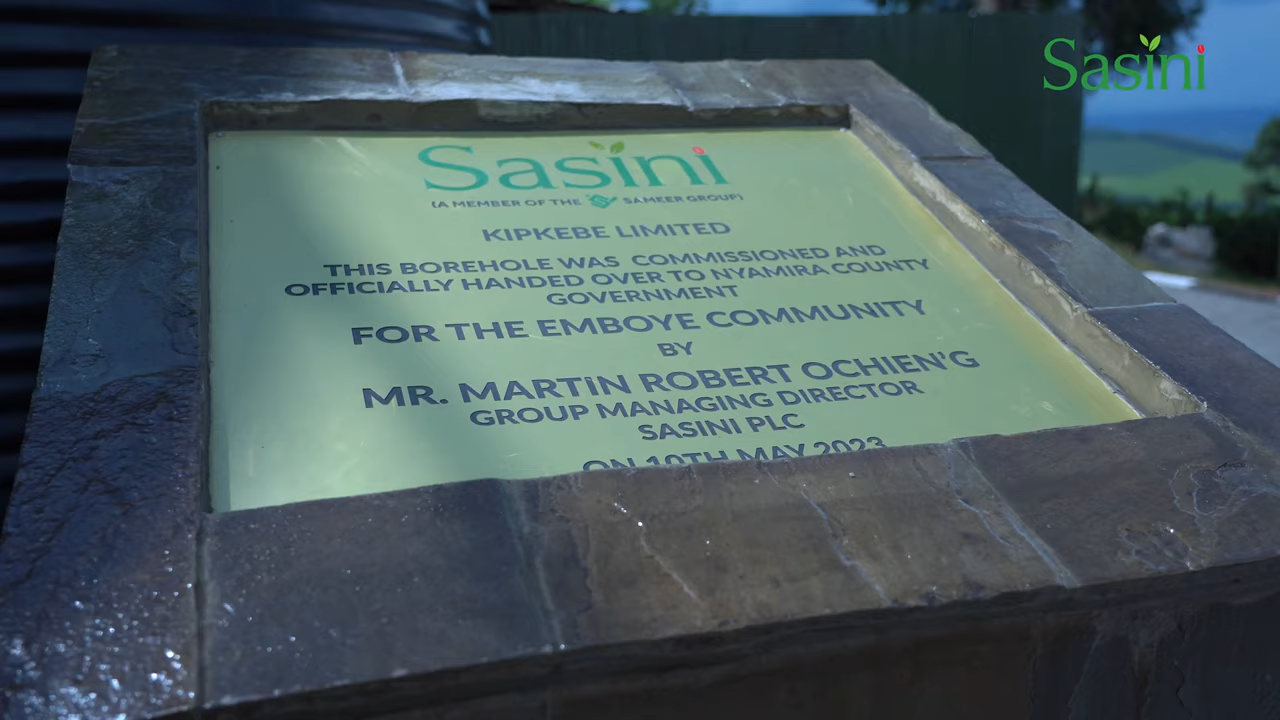 Sasini
Sasini
(A MEMBER OF THE SAMEER GROUP)
KIPKEBE LIMITED
THIS BOREHOLE WAS COMMISSIONED AND
OFFICIALLY HANDED OVER TO NYAMIRA COUNTY
GOVERNMENT
FOR THE EMBOYE COMMUNITY
BY
MR. MARTIN ROBERT OCHIEN'G
GROUP MANAGING DIRECTOR
SASINI PLC
ON 10TH MAY 2023